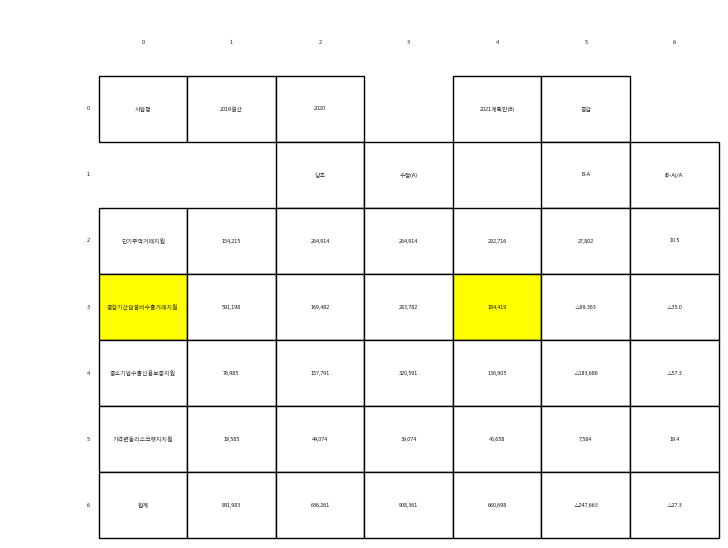 0 1 2 3 4 5 6
0 사업명 2019결산 2020 2021계획안(B) 증감
1 당초 수정(A) B-A (B-A)/A
2 단기무역거래지원 154,215 264,914 264,914 292,716 27,802 10.5
3 중장기산업설비수출거래지원 591,198 169,482 283,782 184,419 △99,363 △35.0
4 중소기업수출신용보증지원 76,985 157,791 320,591 136,905 △183,686 △57.3
5 가격변동리스크헷지지원 19,585 44,074 39,074 46,658 7,584 19.4
6 합계 841,983 636,261 908,361 660,698 △247,663 △27.3